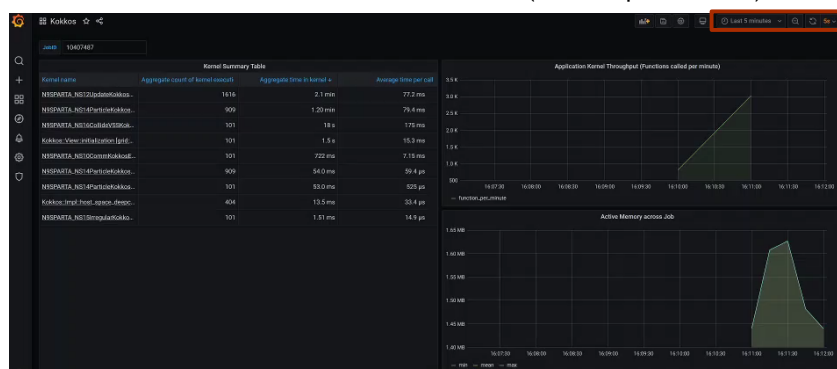 Kokkos
Last 5 minutes
5s
JobID 10407487
Kernel Summary Table
Kernel name Aggregate count of kernel executi Aggregate time in kernel Average time per call
N9SPARTA_NS12UpdateKokkos... 1616 2.1 min 77.2 ms
N9SPARTA_NS14ParticleKokkos... 909 1.20 min 79.4 ms
N9SPARTA_NS16CollideVSSKok... 101 18 s 175 ms
Kokkos::View::initialization [grid:... 101 1.5 s 15.3 ms
N9SPARTA_NS10CommKokkosE... 101 722 ms 7.15 ms
N9SPARTA_NS14ParticleKokkos... 909 54.0 ms 59.4 µs
N9SPARTA_NS14ParticleKokkos... 101 53.0 ms 525 µs
Kokkos::Impl::host_space_deepc... 404 13.5 ms 33.4 µs
N9SPARTA_NS15IrregularKokko... 101 1.51 ms 14.9 µs
Application Kernel Throughput (Functions called per minute)
3.5 K
3.0 K
2.5 K
2.0 K
1.5 K
1.0 K
500
16:07:30 16:08:00 16:08:30 16:09:00 16:09:30 16:10:00 16:10:30 16:11:00 16:11:30 16:12:00
function_per_minute
Active Memory across Job
1.65 MB
1.60 MB
1.55 MB
1.50 MB
1.45 MB
1.40 MB
16:07:30 16:08:00 16:08:30 16:09:00 16:09:30 16:10:00 16:10:30 16:11:00 16:11:30 16:12:00
min mean max